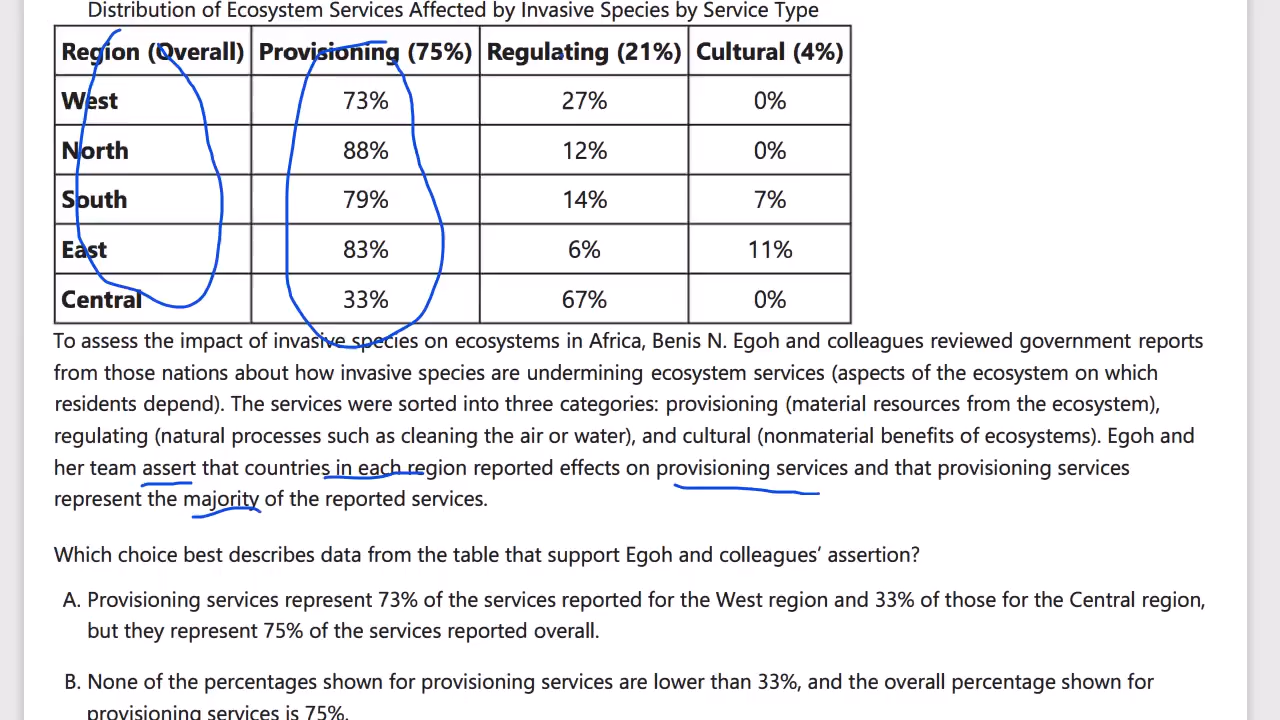 Distribution of Ecosystem Services Affected by Invasive Species by Service Type
Region (Overall) Provisioning (75%) Regulating (21%) Cultural (4%)
West 73% 27% 0%
North 88% 12% 0%
South 79% 14% 7%
East 83% 6% 11%
Central 33% 67% 0%
To assess the impact of invasive species on ecosystems in Africa, Benis N. Egoh and colleagues reviewed government reports
from those nations about how invasive species are undermining ecosystem services (aspects of the ecosystem on which
residents depend). The services were sorted into three categories: provisioning (material resources from the ecosystem),
regulating (natural processes such as cleaning the air or water), and cultural (nonmaterial benefits of ecosystems). Egoh and
her team assert that countries in each region reported effects on provisioning services and that provisioning services
represent the majority of the reported services.
Which choice best describes data from the table that support Egoh and colleagues’ assertion?
A. Provisioning services represent 73% of the services reported for the West region and 33% of those for the Central region,
but they represent 75% of the services reported overall.
B. None of the percentages shown for provisioning services are lower than 33%, and the overall percentage shown for
provisioning services is 75%.